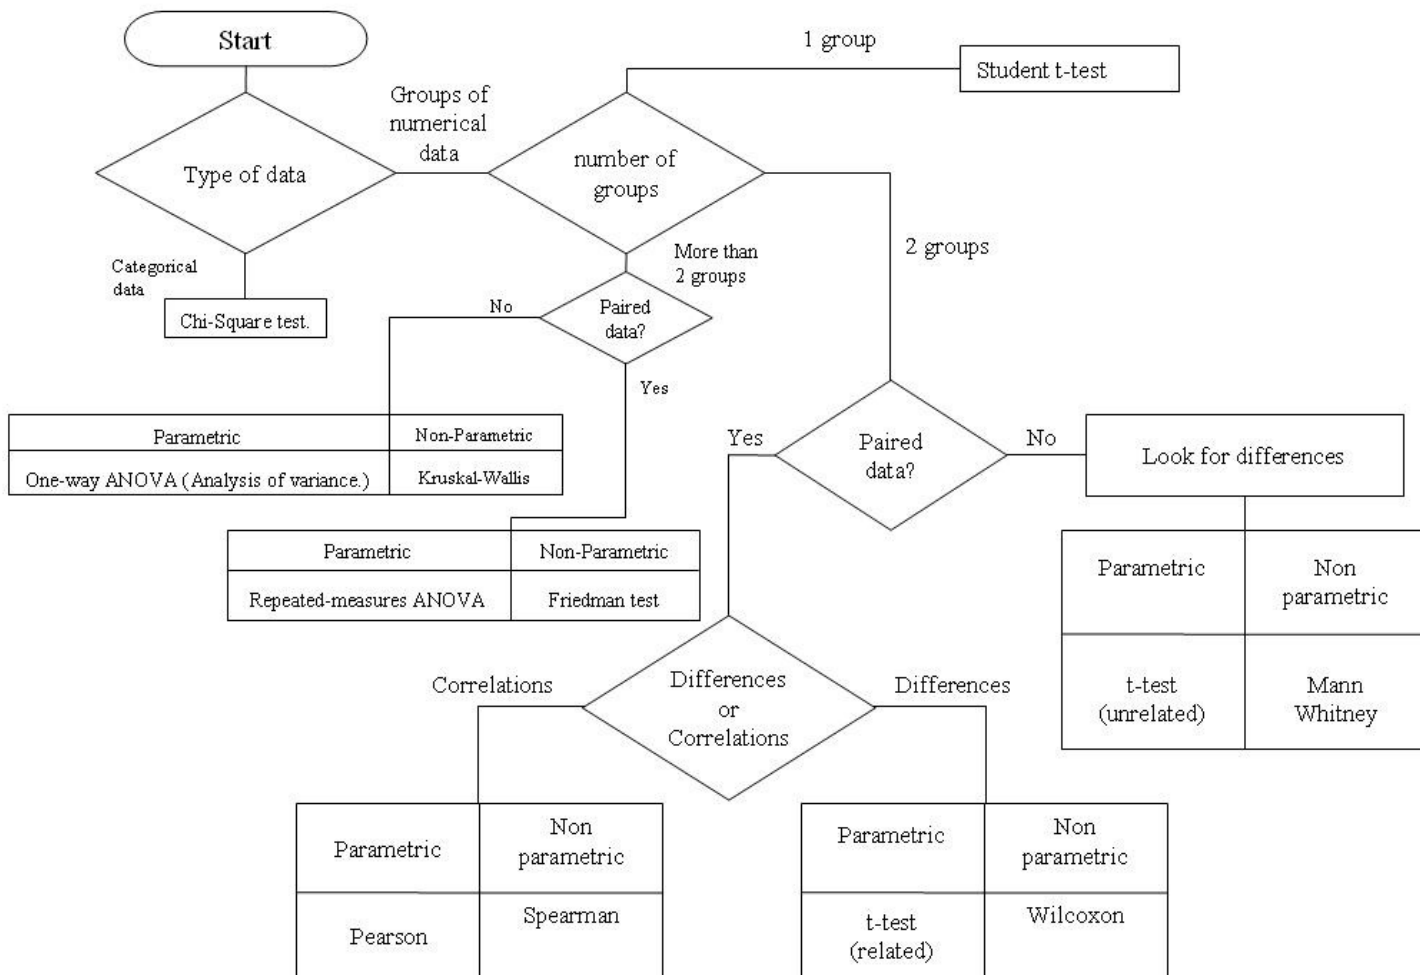 Start
1 group
Student t-test
Groups of
numerical
data
Type of data
number of
groups
More than
2 groups
2 groups
Categorical
data
Chi-Square test.
No
Paired
data?
Yes
Parametric
Non-Parametric
One-way ANOVA (Analysis of variance.)
Kruskal-Wallis
Parametric
Non-Parametric
Repeated-measures ANOVA
Friedman test
Yes
Paired
data?
No
Look for differences
Parametric
Non
parametric
t-test
(unrelated)
Mann
Whitney
Correlations
Differences
or
Correlations
Differences
Parametric
Non
parametric
Pearson
Spearman
Parametric
Non
parametric
t-test
(related)
Wilcoxon